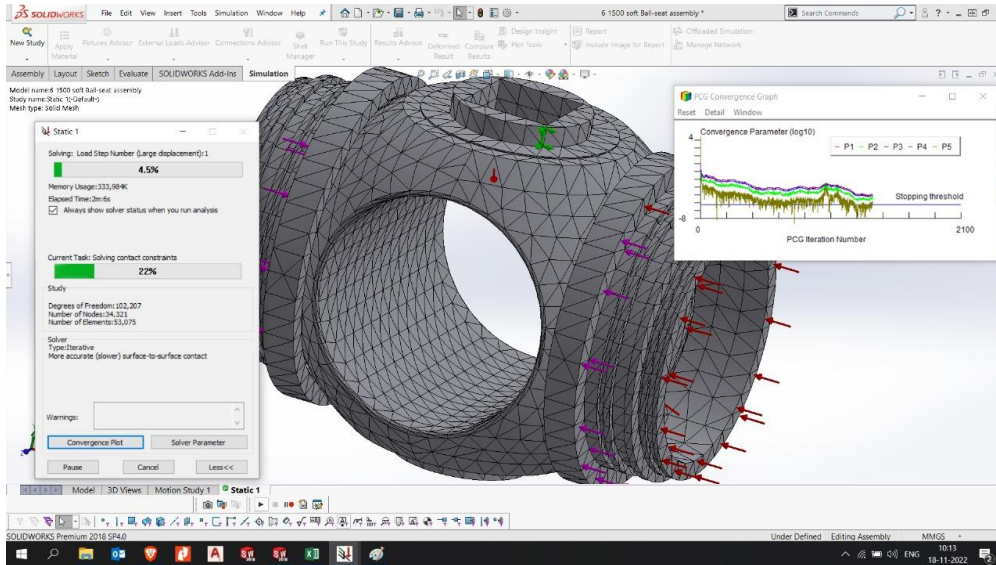 SOLIDWORKS File Edit View Insert Tools Simulation Window Help 6 1500 soft Ball-seat assembly * Search Commands
New Study
Apply Material
Fixtures Advisor
External Loads Advisor
Connections Advisor
Shell Manager
Run This Study
Results Advisor
Deformed Result
Compare Results
Design Insight
Plot Tools
Report
Include Image for Report
Offloaded Simulation
Manage Network
Assembly Layout Sketch Evaluate SOLIDWORKS Add-Ins Simulation
Model name:6 1500 soft Ball-seat assembly
Study name:Static 1(-Default-)
Mesh type: Solid Mesh
Static 1
Solving: Load Step Number (Large displacement):1
4.5%
Memory Usage:333,984K
Elapsed Time:2m:6s
Always show solver status when you run analysis
Current Task: Solving contact constraints
22%
Study
Degrees of Freedom:102,207
Number of Nodes:34,321
Number of Elements:53,075
Solver
Type:Iterative
More accurate (slower) surface-to-surface contact
Warnings:
Convergence Plot Solver Parameter
Pause Cancel Less<<
PCG Convergence Graph
Reset Detail Window
4 Convergence Parameter (log10)
P1 P2 P3 P4 P5
Stopping threshold
-8
0 2100
PCG Iteration Number
Model 3D Views Motion Study 1 Static 1
SOLIDWORKS Premium 2018 SP4.0 Under Defined Editing Assembly MMGS
ENG 10:13
18-11-2022